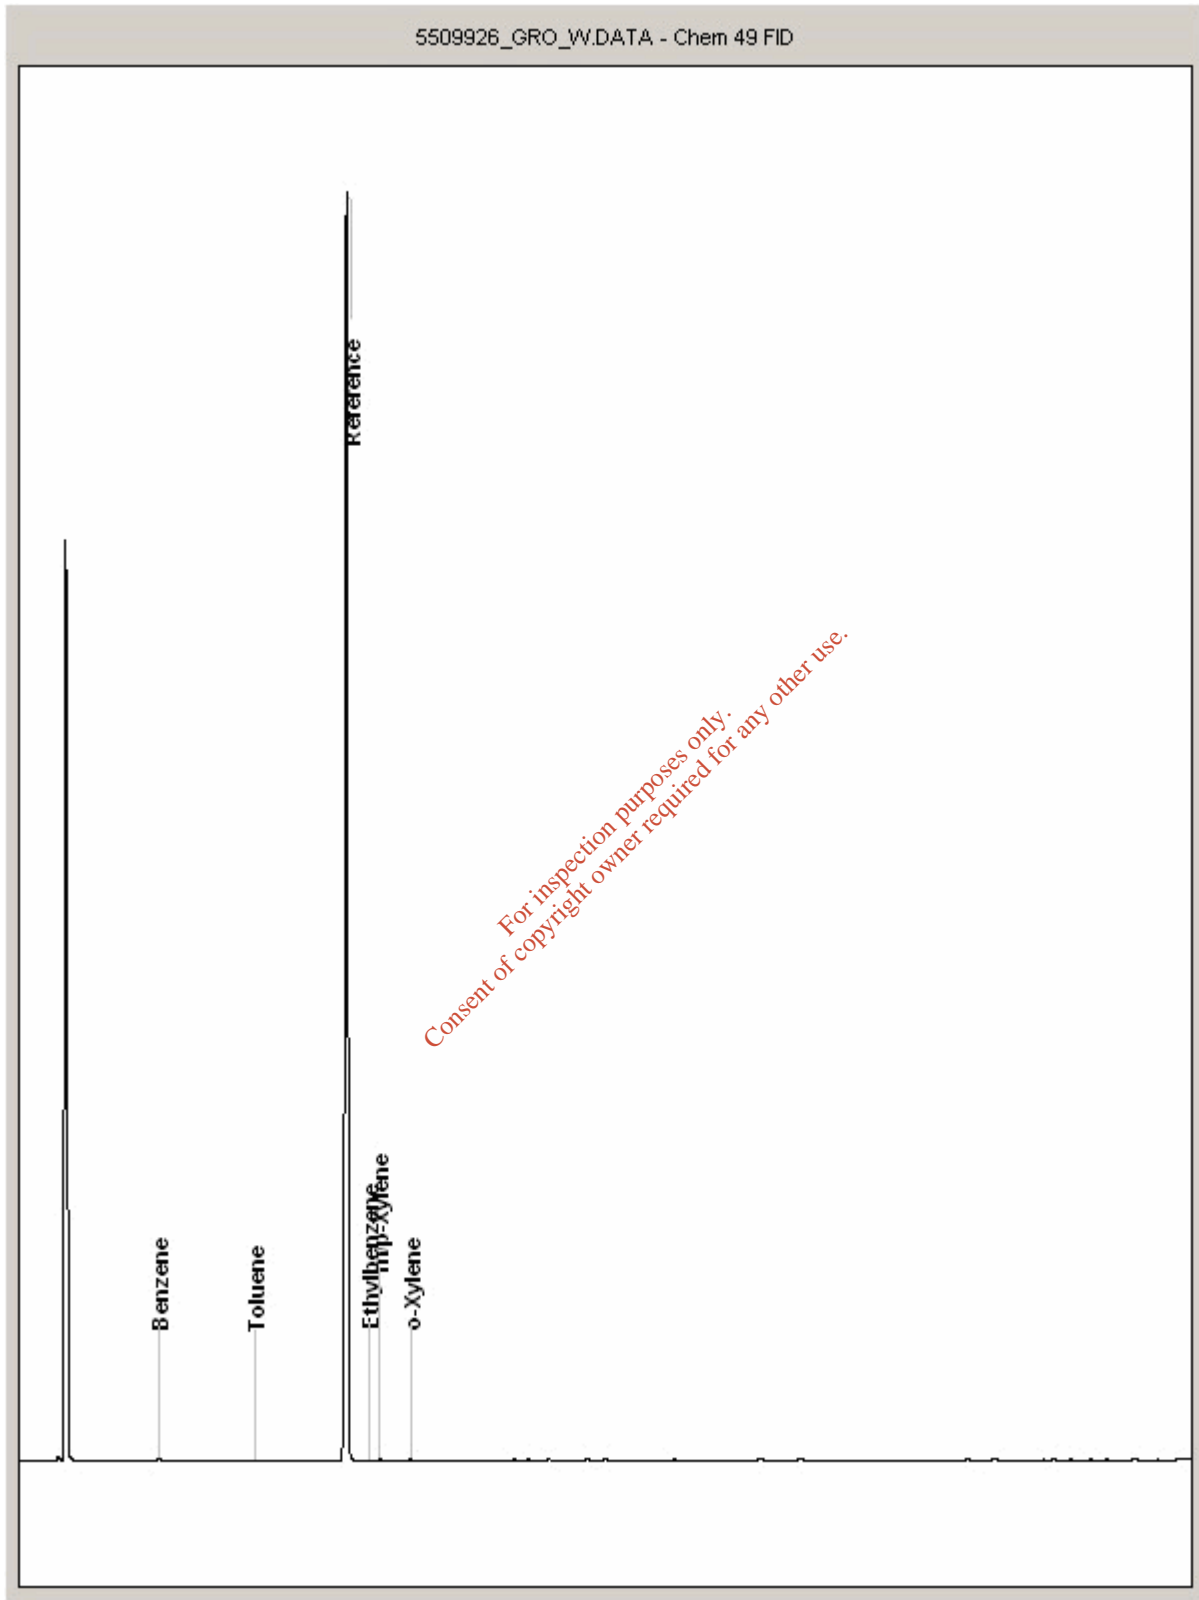 5509926_GRO_W.DATA - Chem 49 FID
Reference
For inspection purposes only.
Consent of copyright owner required for any other use.
Benzene
Toluene
Ethylbenzene
m/p-Xylene
o-Xylene